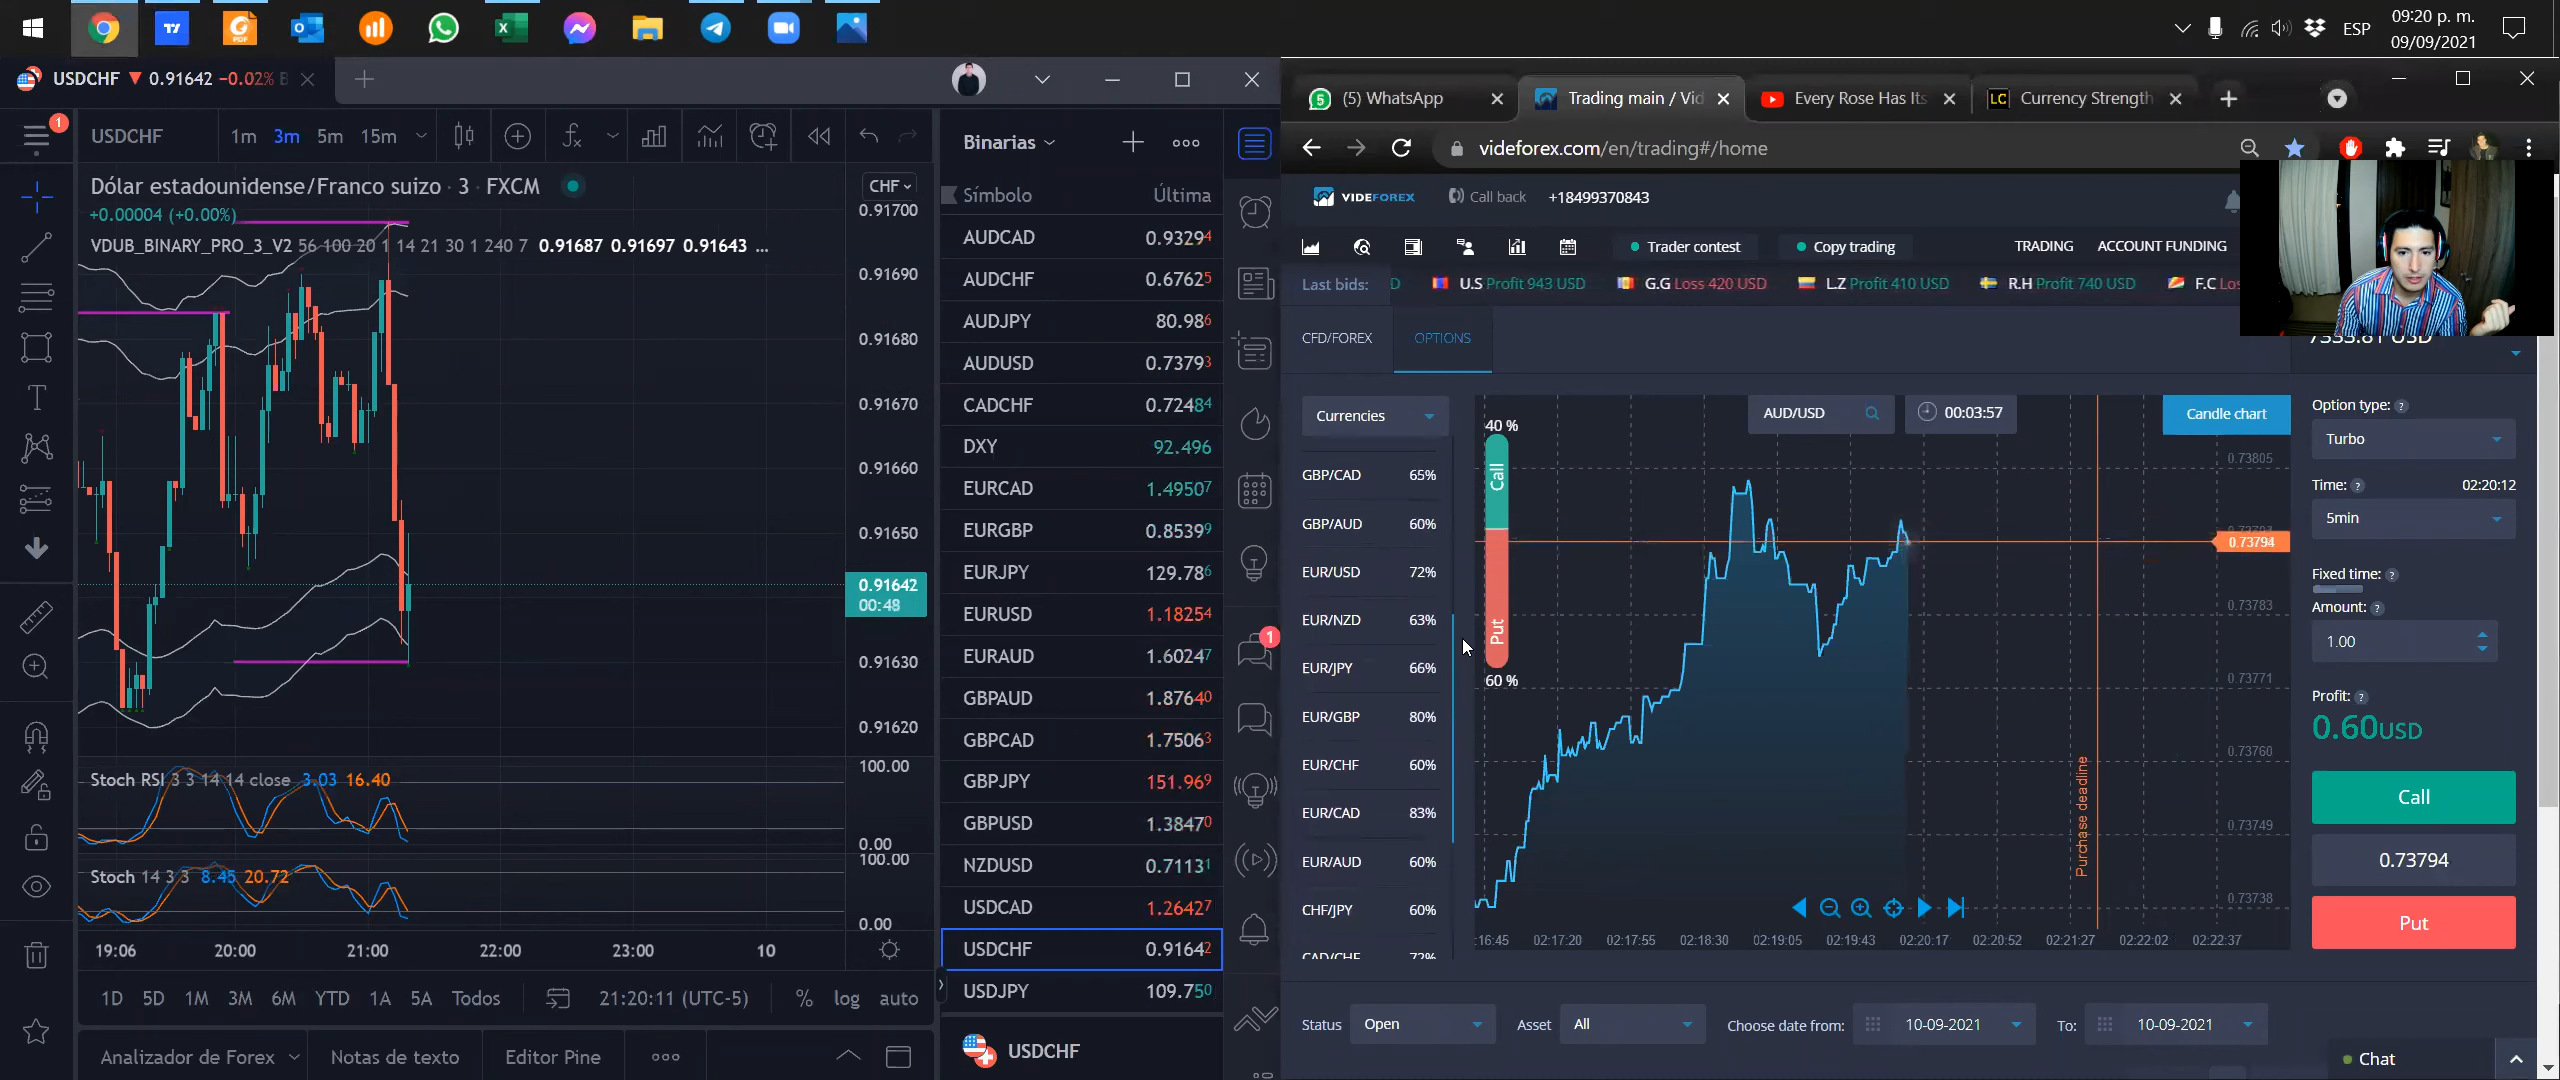 ESP
09:20 p. m.
09/09/2021
USDCHF ▼ 0.91642 −0.02%
USDCHF
1m 3m 5m 15m
Dólar estadounidense/Franco suizo · 3 · FXCM
+0.00004 (+0.00%)
VDUB_BINARY_PRO_3_V2 56 100 20 1 14 21 30 1 240 7 0.91687 0.91697 0.91643 ...
CHF
0.91700
0.91690
0.91680
0.91670
0.91660
0.91650
0.91642
00:48
0.91630
0.91620
Stoch RSI 3 3 14 14 close 3.03 16.40
100.00
0.00
Stoch 14 3 3 8.45 20.72
100.00
0.00
19:06 20:00 21:00 22:00 23:00 10
1D 5D 1M 3M 6M YTD 1A 5A Todos
21:20:11 (UTC-5)
% log auto
Analizador de Forex
Notas de texto
Editor Pine
Binarias
Símbolo Última
AUDCAD 0.93294
AUDCHF 0.67625
AUDJPY 80.986
AUDUSD 0.73793
CADCHF 0.72484
DXY 92.496
EURCAD 1.49507
EURGBP 0.85399
EURJPY 129.786
EURUSD 1.18254
EURAUD 1.60247
GBPAUD 1.87640
GBPCAD 1.75063
GBPJPY 151.969
GBPUSD 1.38470
NZDUSD 0.71131
USDCAD 1.26427
USDCHF 0.91642
USDJPY 109.750
USDCHF
1
1
(5) WhatsApp
Trading main / Vid
Every Rose Has Its
Currency Strength
videforex.com/en/trading#/home
VIDEFOREX
Call back
+18499370843
Trader contest
Copy trading
TRADING
ACCOUNT FUNDING
Last bids:
D
U.S Profit 943 USD
G.G Loss 420 USD
L.Z Profit 410 USD
R.H Profit 740 USD
F.C
CFD/FOREX
OPTIONS
Currencies
GBP/CAD 65%
GBP/AUD 60%
EUR/USD 72%
EUR/NZD 63%
EUR/JPY 66%
EUR/GBP 80%
EUR/CHF 60%
EUR/CAD 83%
EUR/AUD 60%
CHF/JPY 60%
CAD/CHF 72%
40 %
Call
Put
60 %
AUD/USD
00:03:57
Candle chart
0.73805
0.73794
0.73783
0.73771
0.73760
0.73749
0.73738
Purchase deadline
:16:45 02:17:20 02:17:55 02:18:30 02:19:05 02:19:43 02:20:17 02:20:52 02:21:27 02:22:02 02:22:37
Option type: ?
Turbo
Time: ? 02:20:12
5min
Fixed time: ?
Amount: ?
1.00
Profit: ?
0.60USD
Call
0.73794
Put
Status
Open
Asset
All
Choose date from:
10-09-2021
To:
10-09-2021
Chat